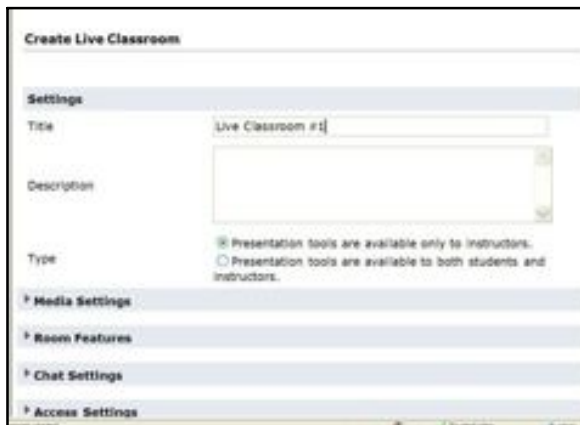 Create Live Classroom
Settings
Title
Live Classroom #1
Description
Type
Presentation tools are available only to instructors.
Presentation tools are available to both students and
instructors.
Media Settings
Room Features
Chat Settings
Access Settings